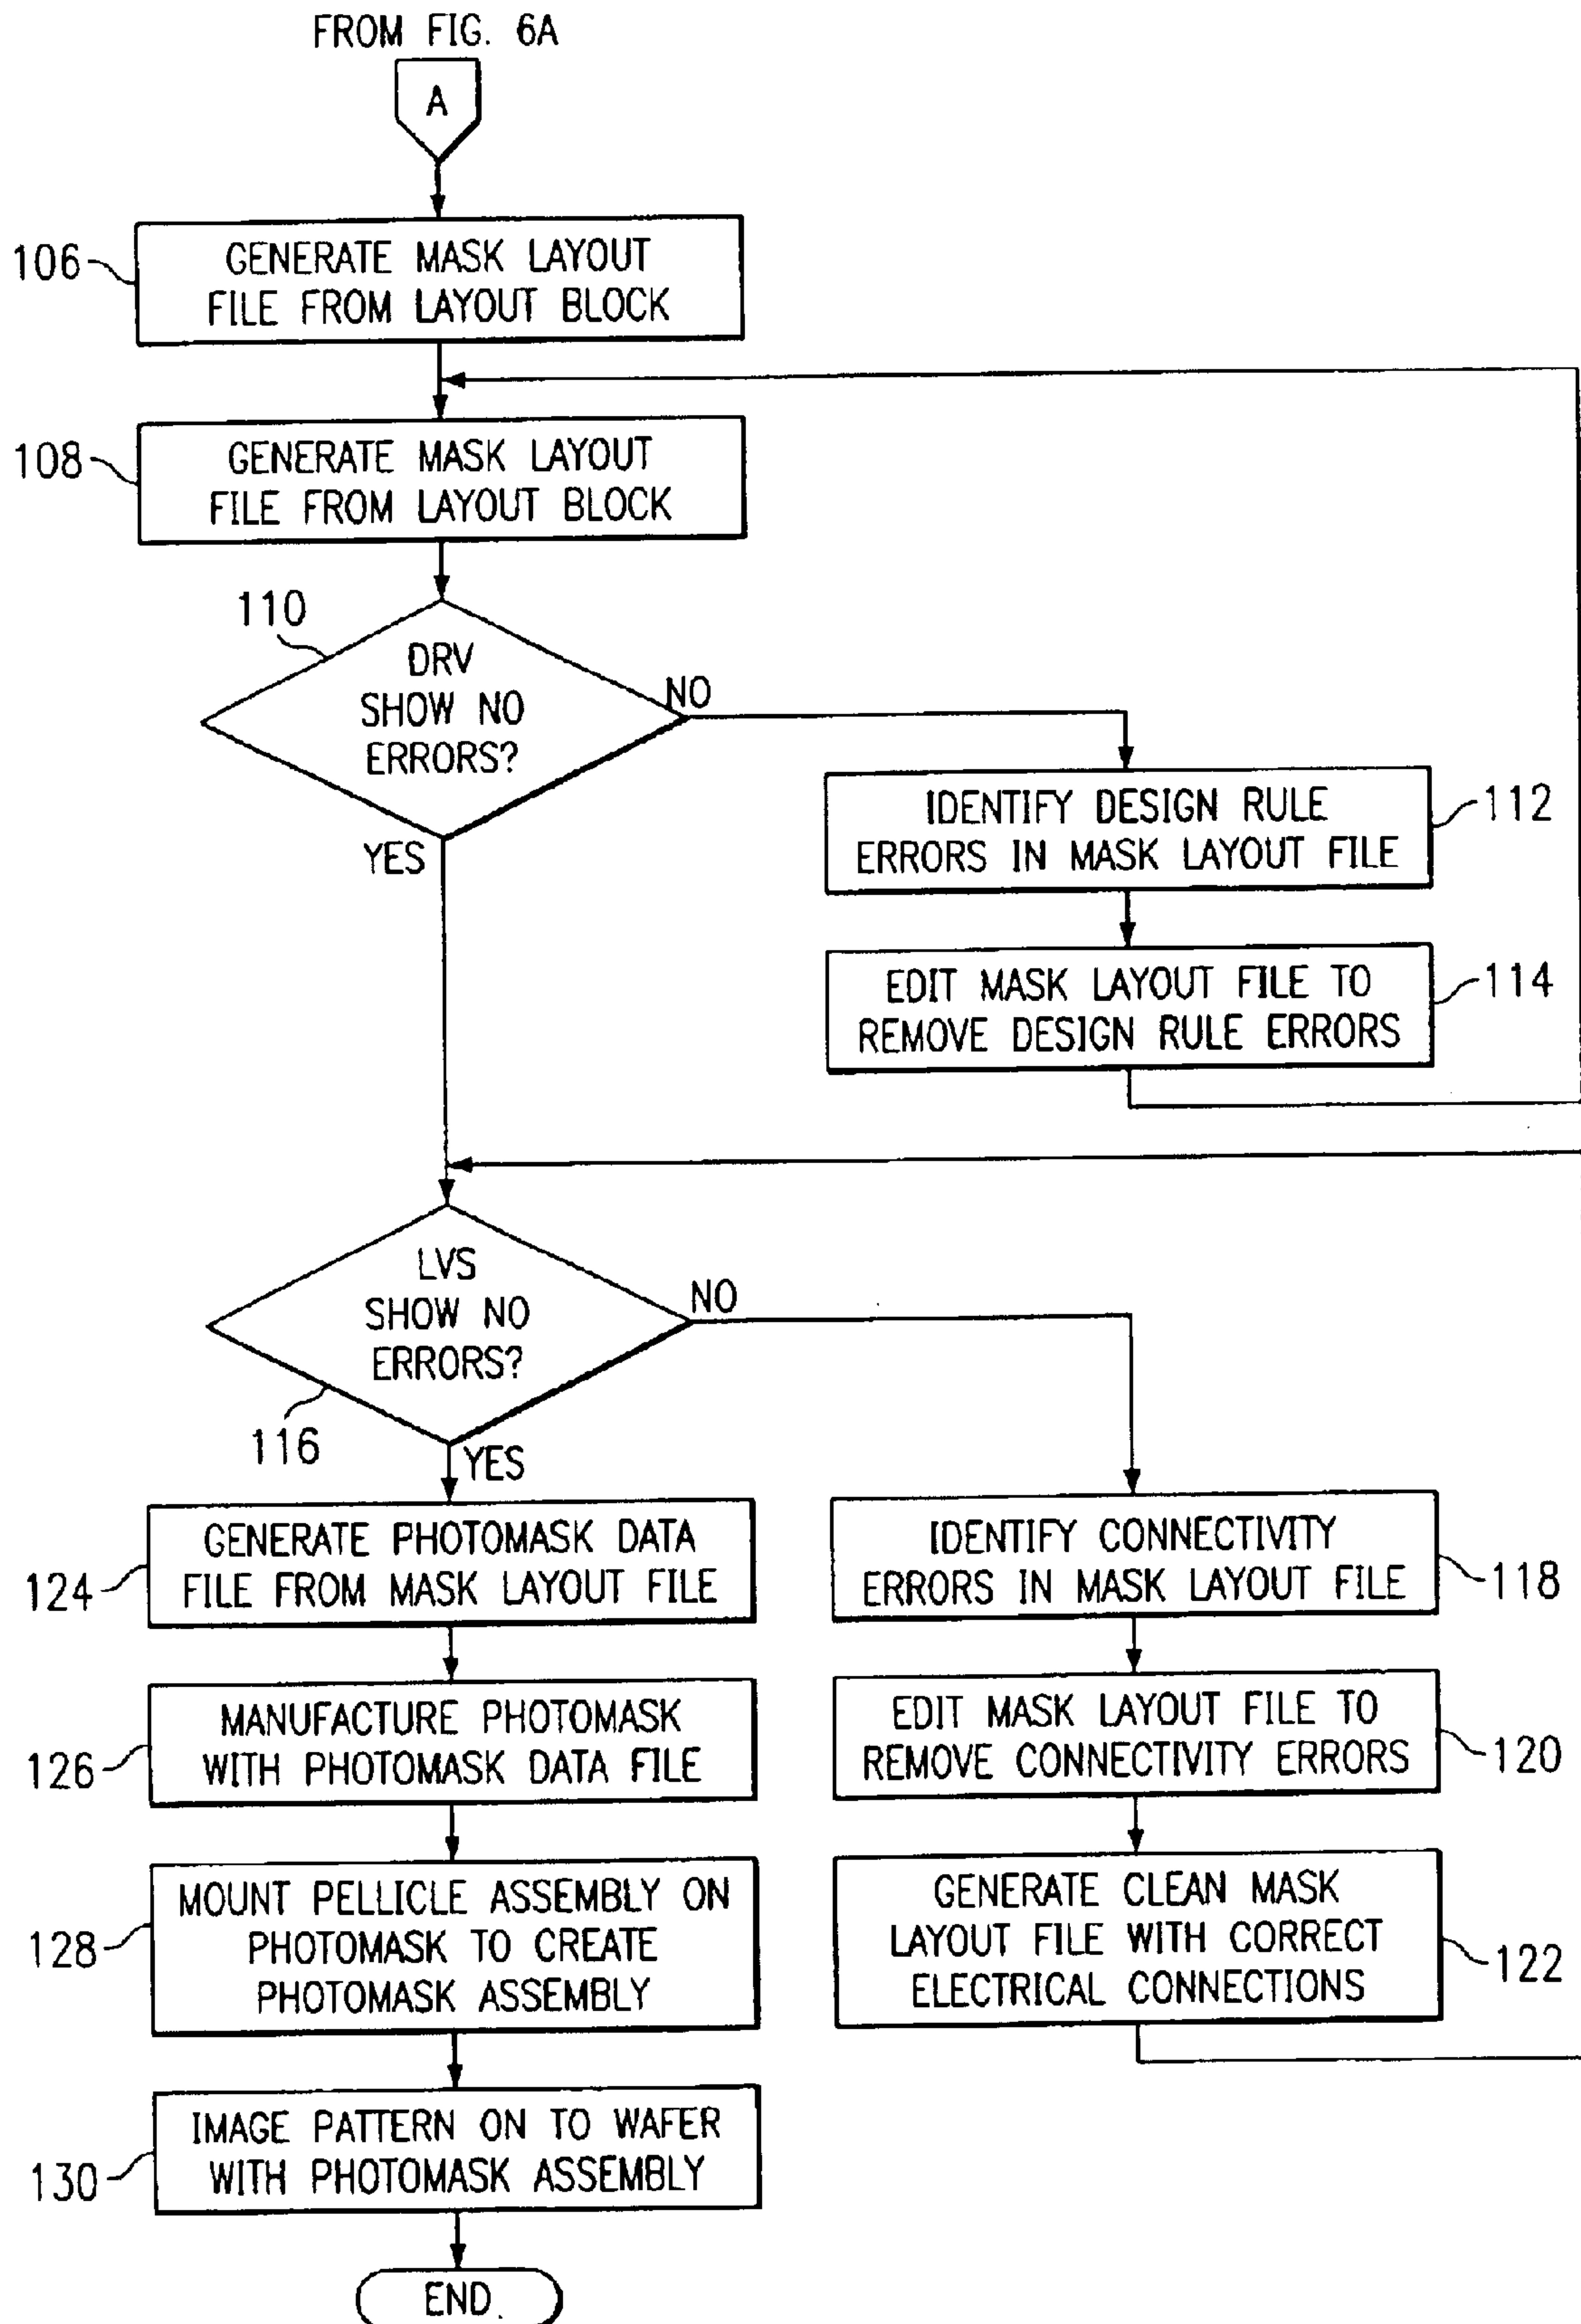 FROM FIG. 6A
A
106
GENERATE MASK LAYOUT
FILE FROM LAYOUT BLOCK
108
GENERATE MASK LAYOUT
FILE FROM LAYOUT BLOCK
110
DRV
SHOW NO
ERRORS?
NO
YES
IDENTIFY DESIGN RULE
ERRORS IN MASK LAYOUT FILE
112
EDIT MASK LAYOUT FILE TO
REMOVE DESIGN RULE ERRORS
114
LVS
SHOW NO
ERRORS?
NO
116
YES
GENERATE PHOTOMASK DATA
FILE FROM MASK LAYOUT FILE
124
IDENTIFY CONNECTIVITY
ERRORS IN MASK LAYOUT FILE
118
MANUFACTURE PHOTOMASK
WITH PHOTOMASK DATA FILE
126
EDIT MASK LAYOUT FILE TO
REMOVE CONNECTIVITY ERRORS
120
MOUNT PELLICLE ASSEMBLY ON
PHOTOMASK TO CREATE
PHOTOMASK ASSEMBLY
128
GENERATE CLEAN MASK
LAYOUT FILE WITH CORRECT
ELECTRICAL CONNECTIONS
122
IMAGE PATTERN ON TO WAFER
WITH PHOTOMASK ASSEMBLY
130
END